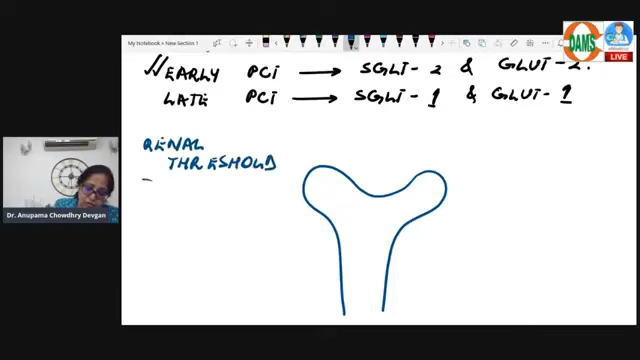 My Notebook > New Section 1
DAMS
LIVE
// EARLY PCT → SGLT-2 & GLUT-2.
LATE PCT → SGLT-1 & GLUT-1
RENAL
THRESHOLD
Dr. Anupama Chowdhry Devgan